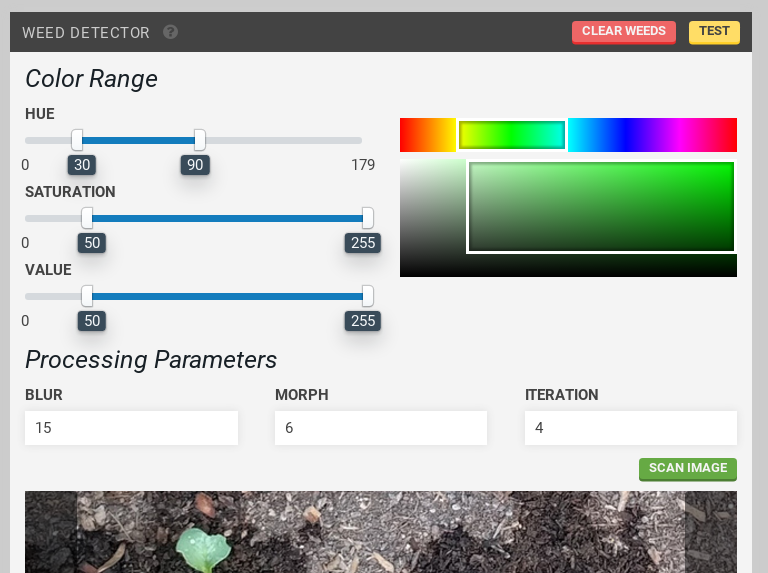 WEED DETECTOR ?
CLEAR WEEDS
TEST
Color Range
HUE
0 30 90 179
SATURATION
0 50 255
VALUE
0 50 255
Processing Parameters
BLUR MORPH ITERATION
15 6 4
SCAN IMAGE